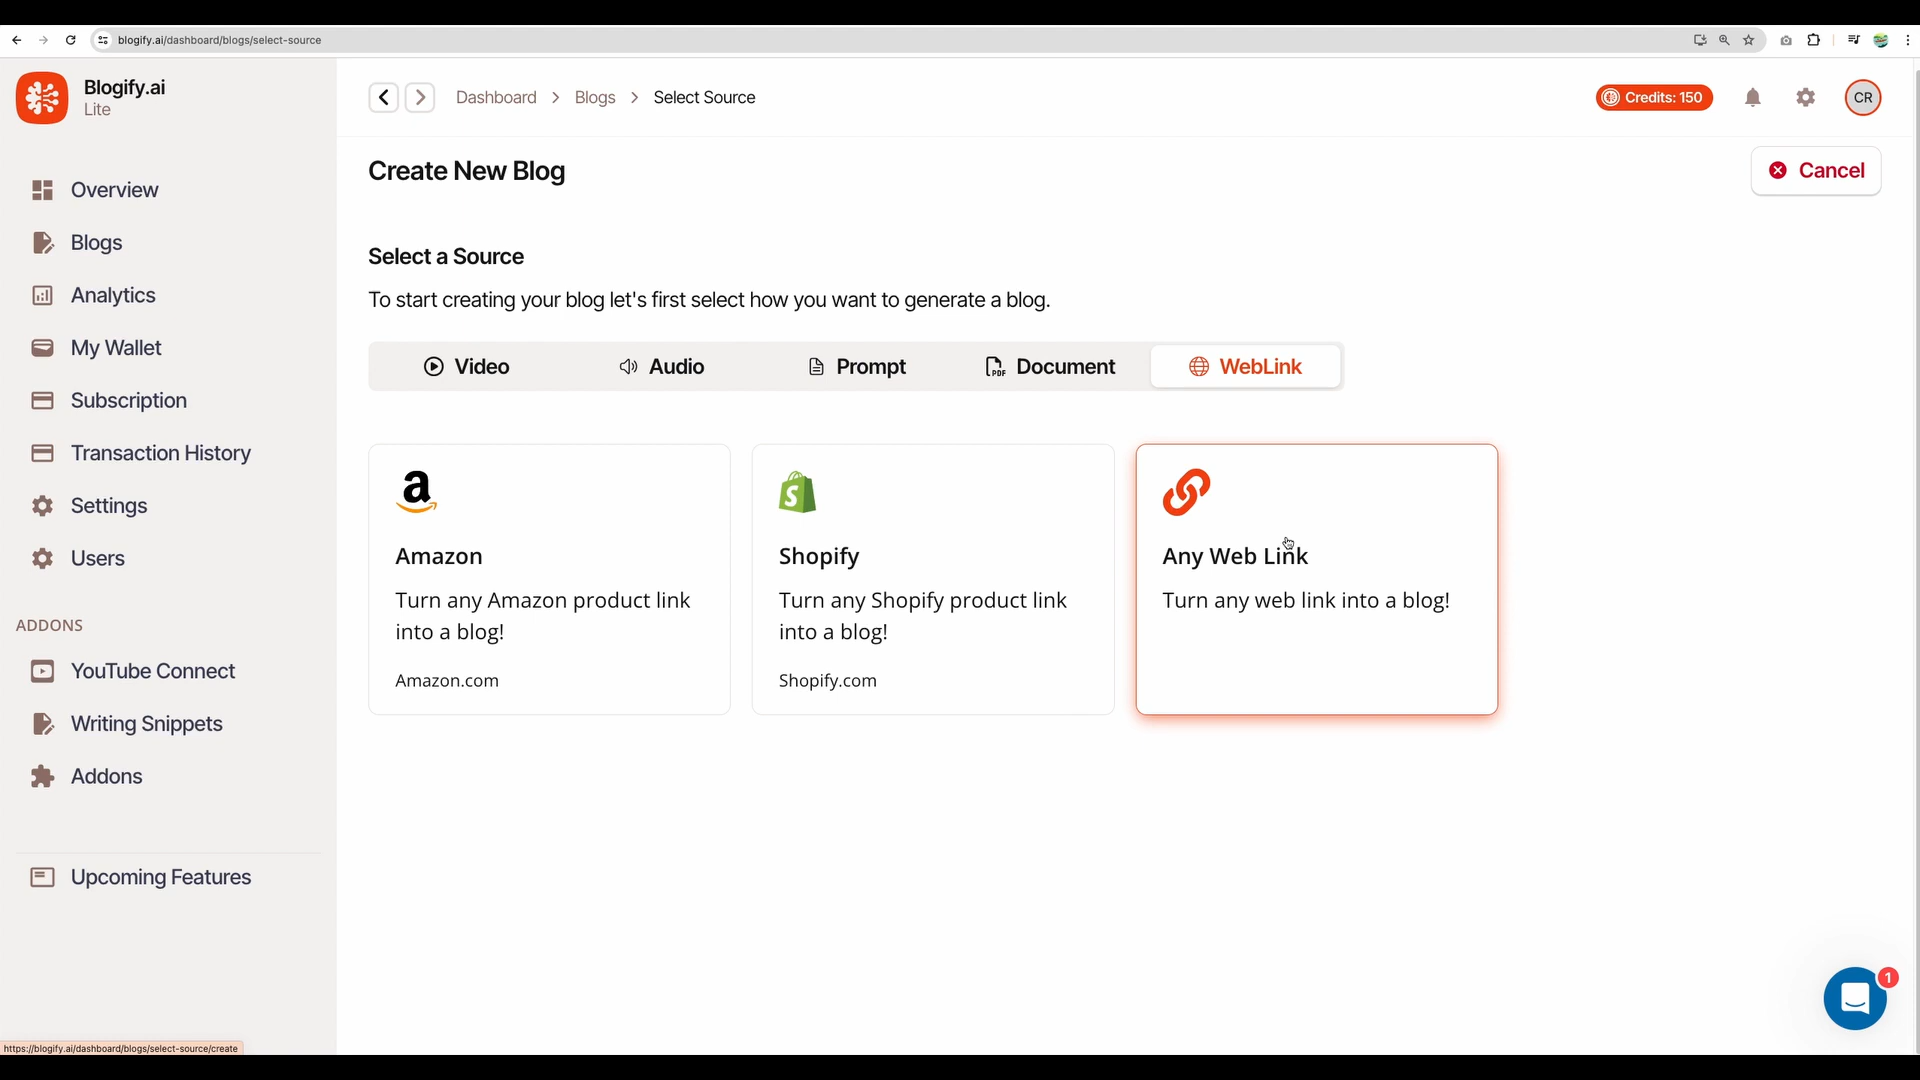 blogify.ai/dashboard/blogs/select-source
Blogify.ai
Lite
Dashboard
Blogs
Select Source
Credits: 150
CR
Overview
Blogs
Analytics
My Wallet
Subscription
Transaction History
Settings
Users
ADDONS
YouTube Connect
Writing Snippets
Addons
Upcoming Features
Create New Blog
Cancel
Select a Source
To start creating your blog let's first select how you want to generate a blog.
Video
Audio
Prompt
PDF
Document
WebLink
a
Amazon
Turn any Amazon product link
into a blog!
Amazon.com
S
Shopify
Turn any Shopify product link
into a blog!
Shopify.com
Any Web Link
Turn any web link into a blog!
1
https://blogify.ai/dashboard/blogs/select-source/create